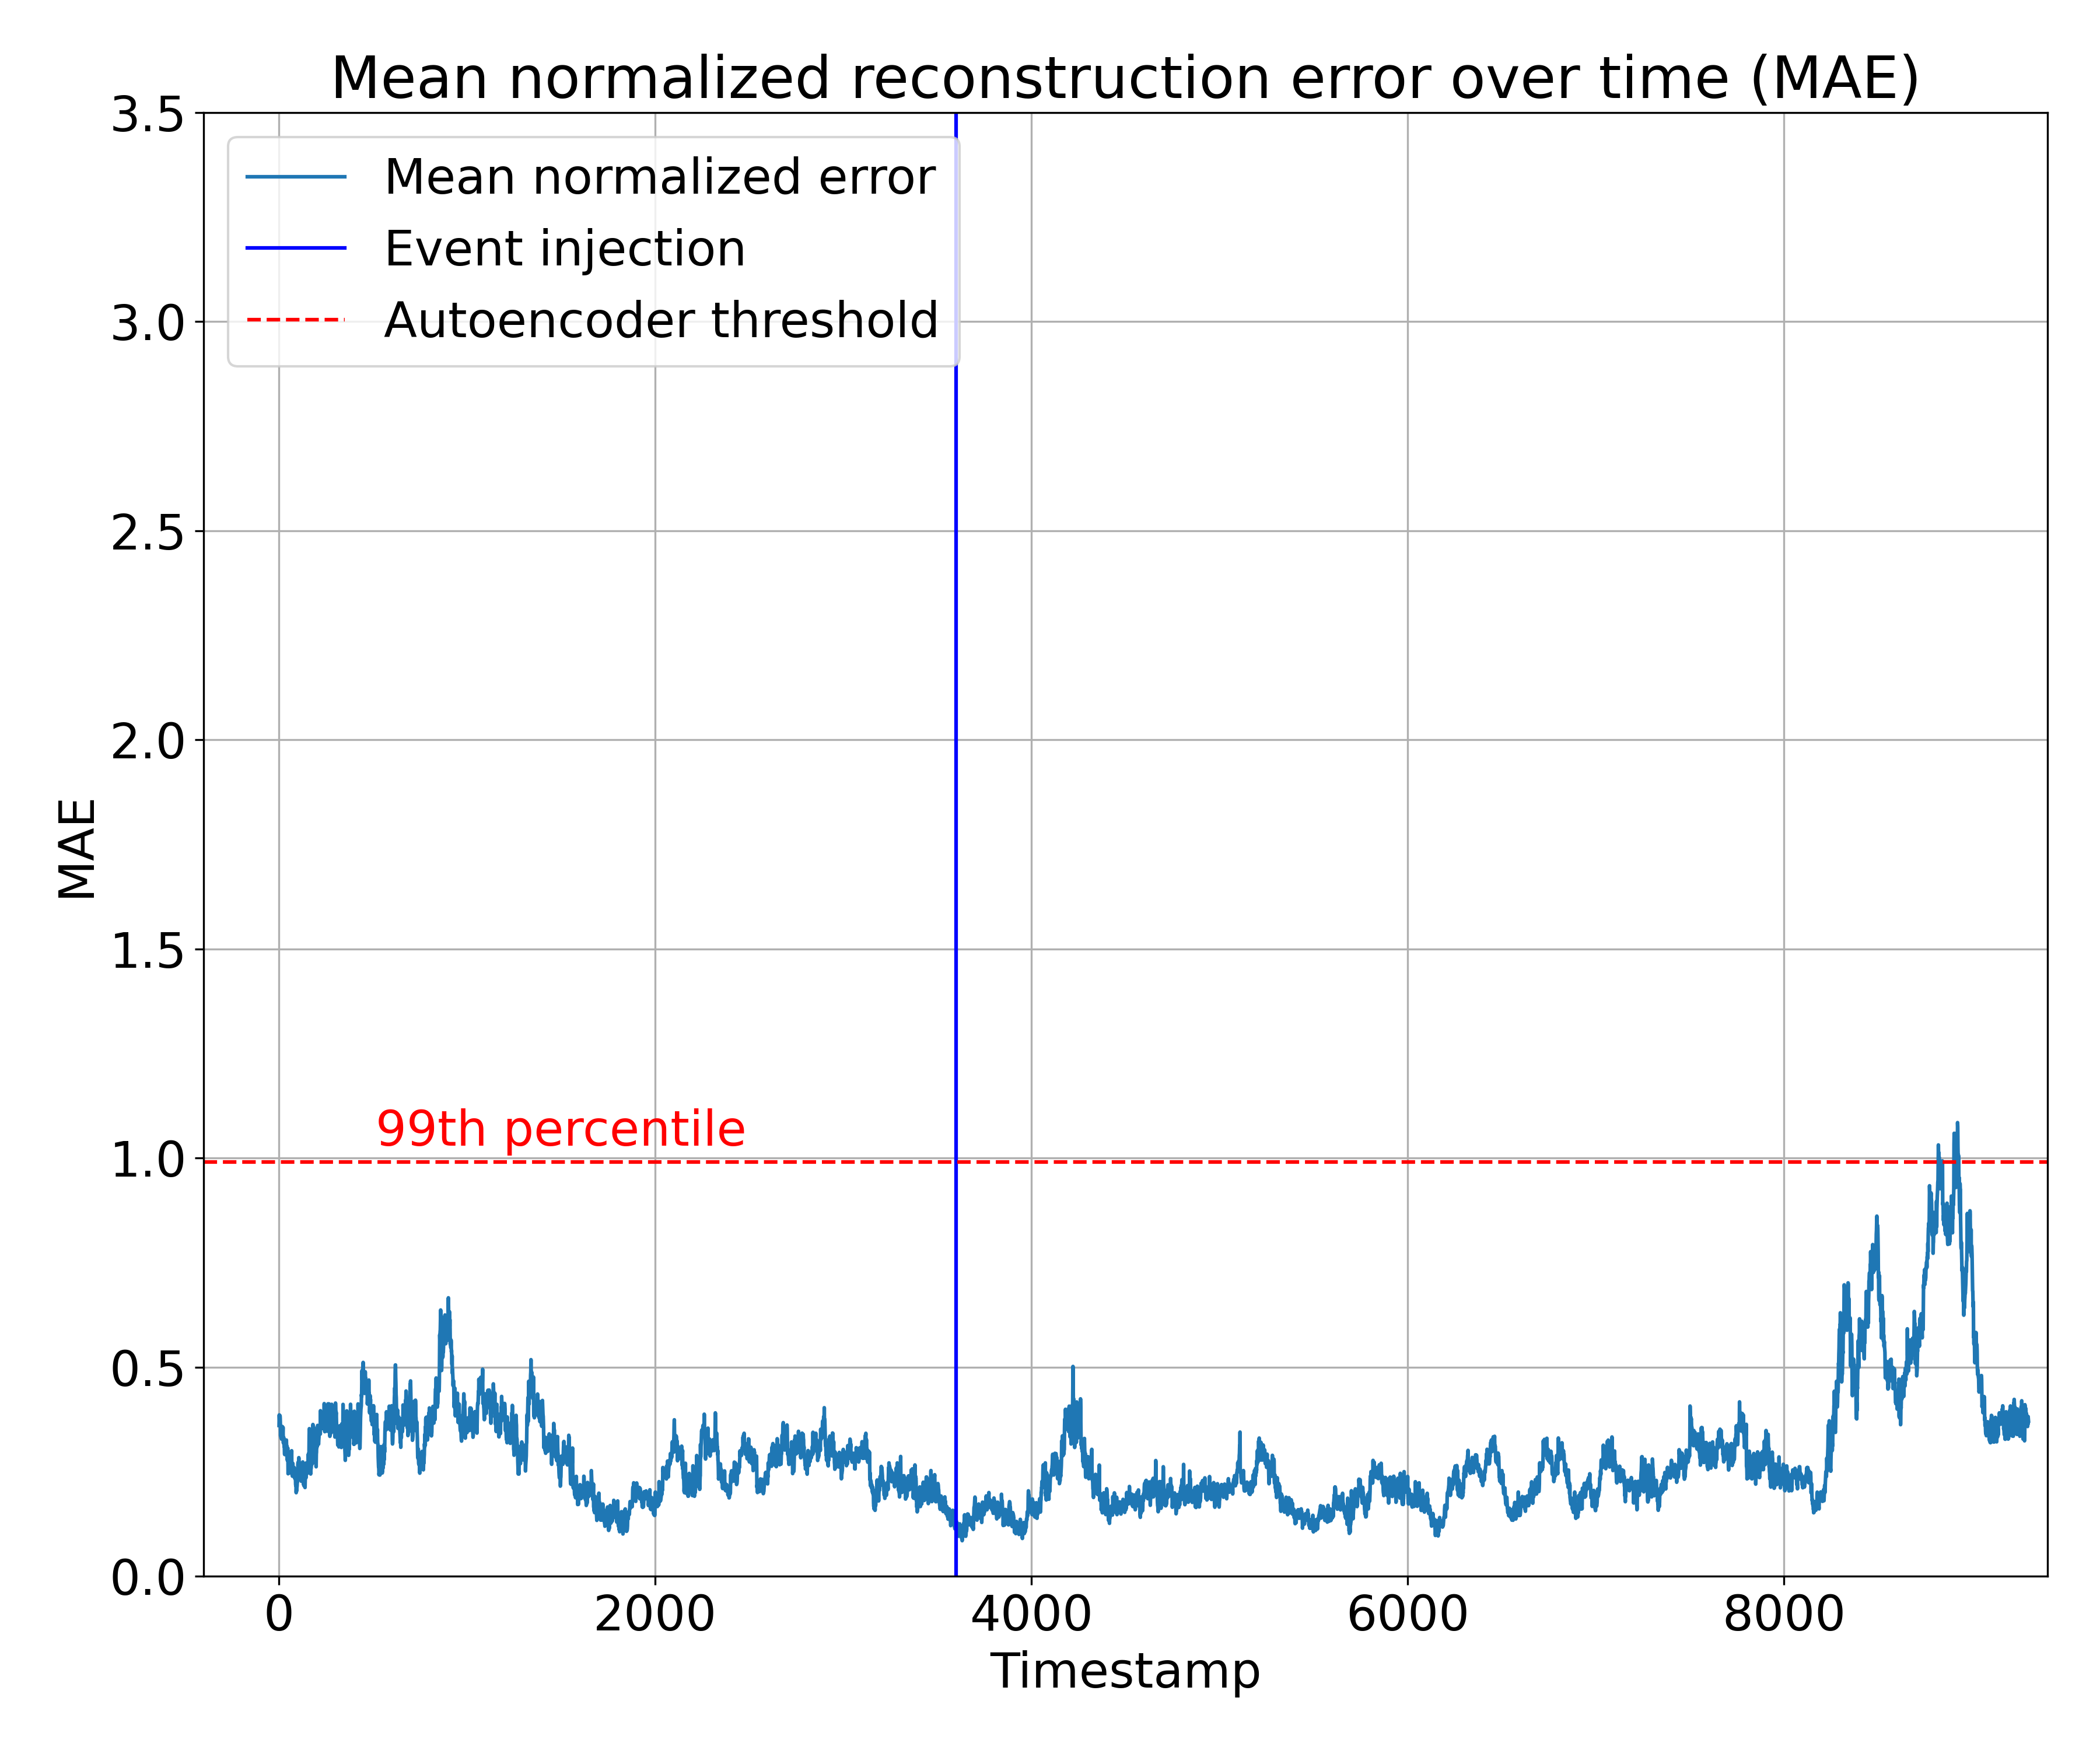 Mean normalized reconstruction error over time (MAE)
3.5
Mean normalized error
Event injection
Autoencoder threshold
3.0
2.5
2.0
1.5
1.0
0.5
0.0
MAE
99th percentile
0 2000 4000 6000 8000
Timestamp